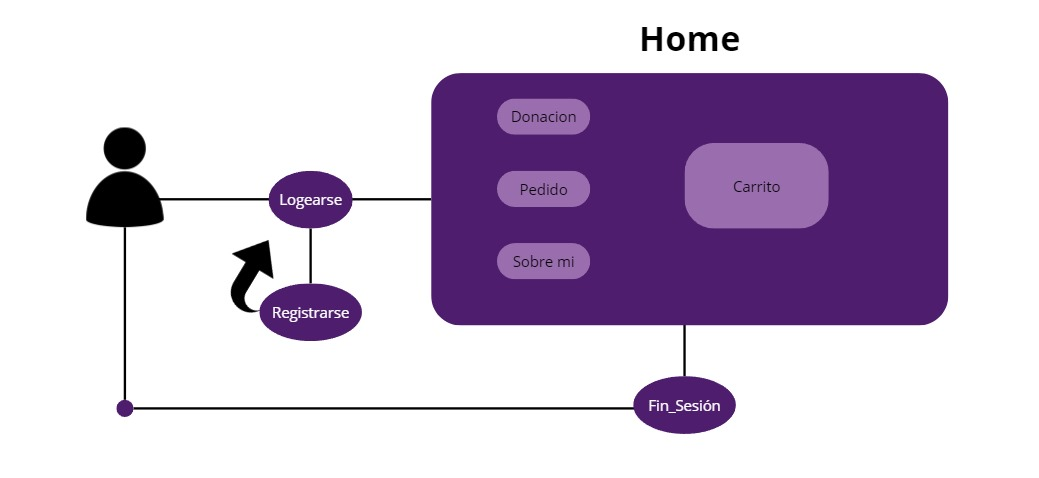 Home
Donacion
Pedido
Sobre mi
Carrito
Logearse
Registrarse
Fin_Sesión